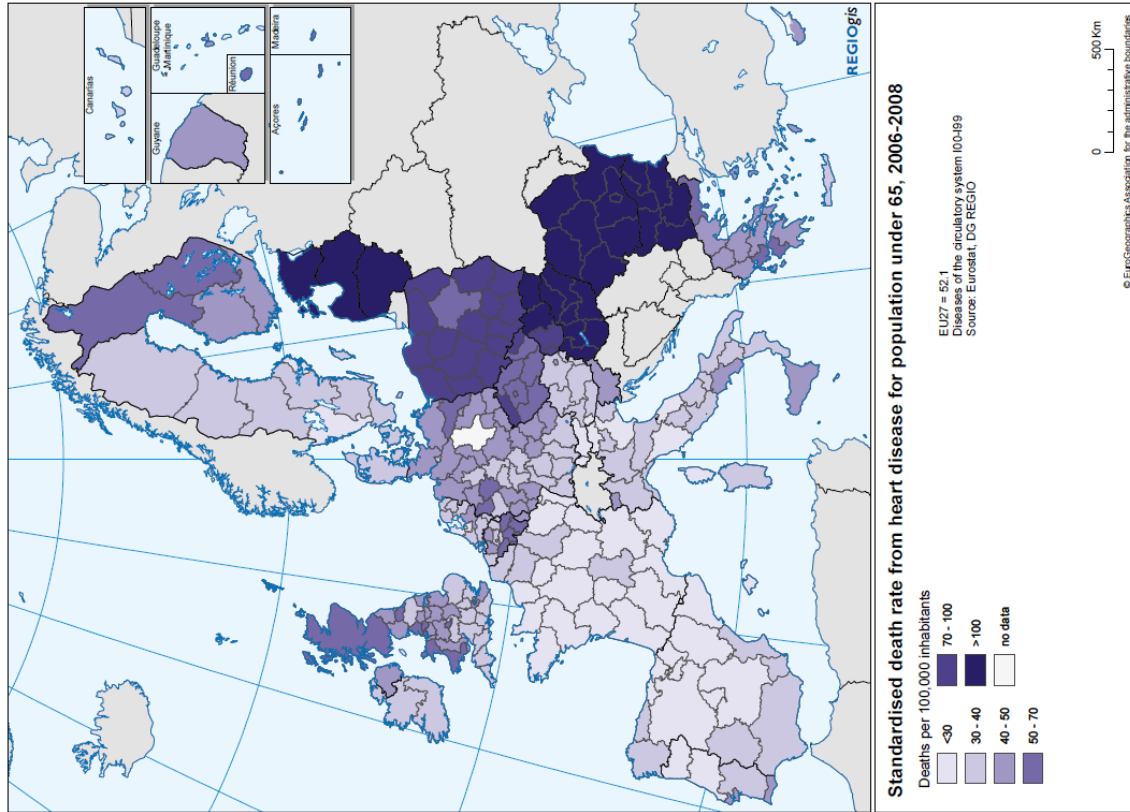 Canarias
Guyane
Guadeloupe
Martinique
Réunion
Açores
Madeira
REGIOgis
Standardised death rate from heart disease for population under 65, 2006-2008
Deaths per 100,000 inhabitants
<30
30 - 40
40 - 50
50 - 70
70 - 100
>100
no data
EU27 = 52.1
Diseases of the circulatory system I00-I99
Source: Eurostat, DG REGIO
0
500 Km
© EuroGeographics Association for the administrative boundaries